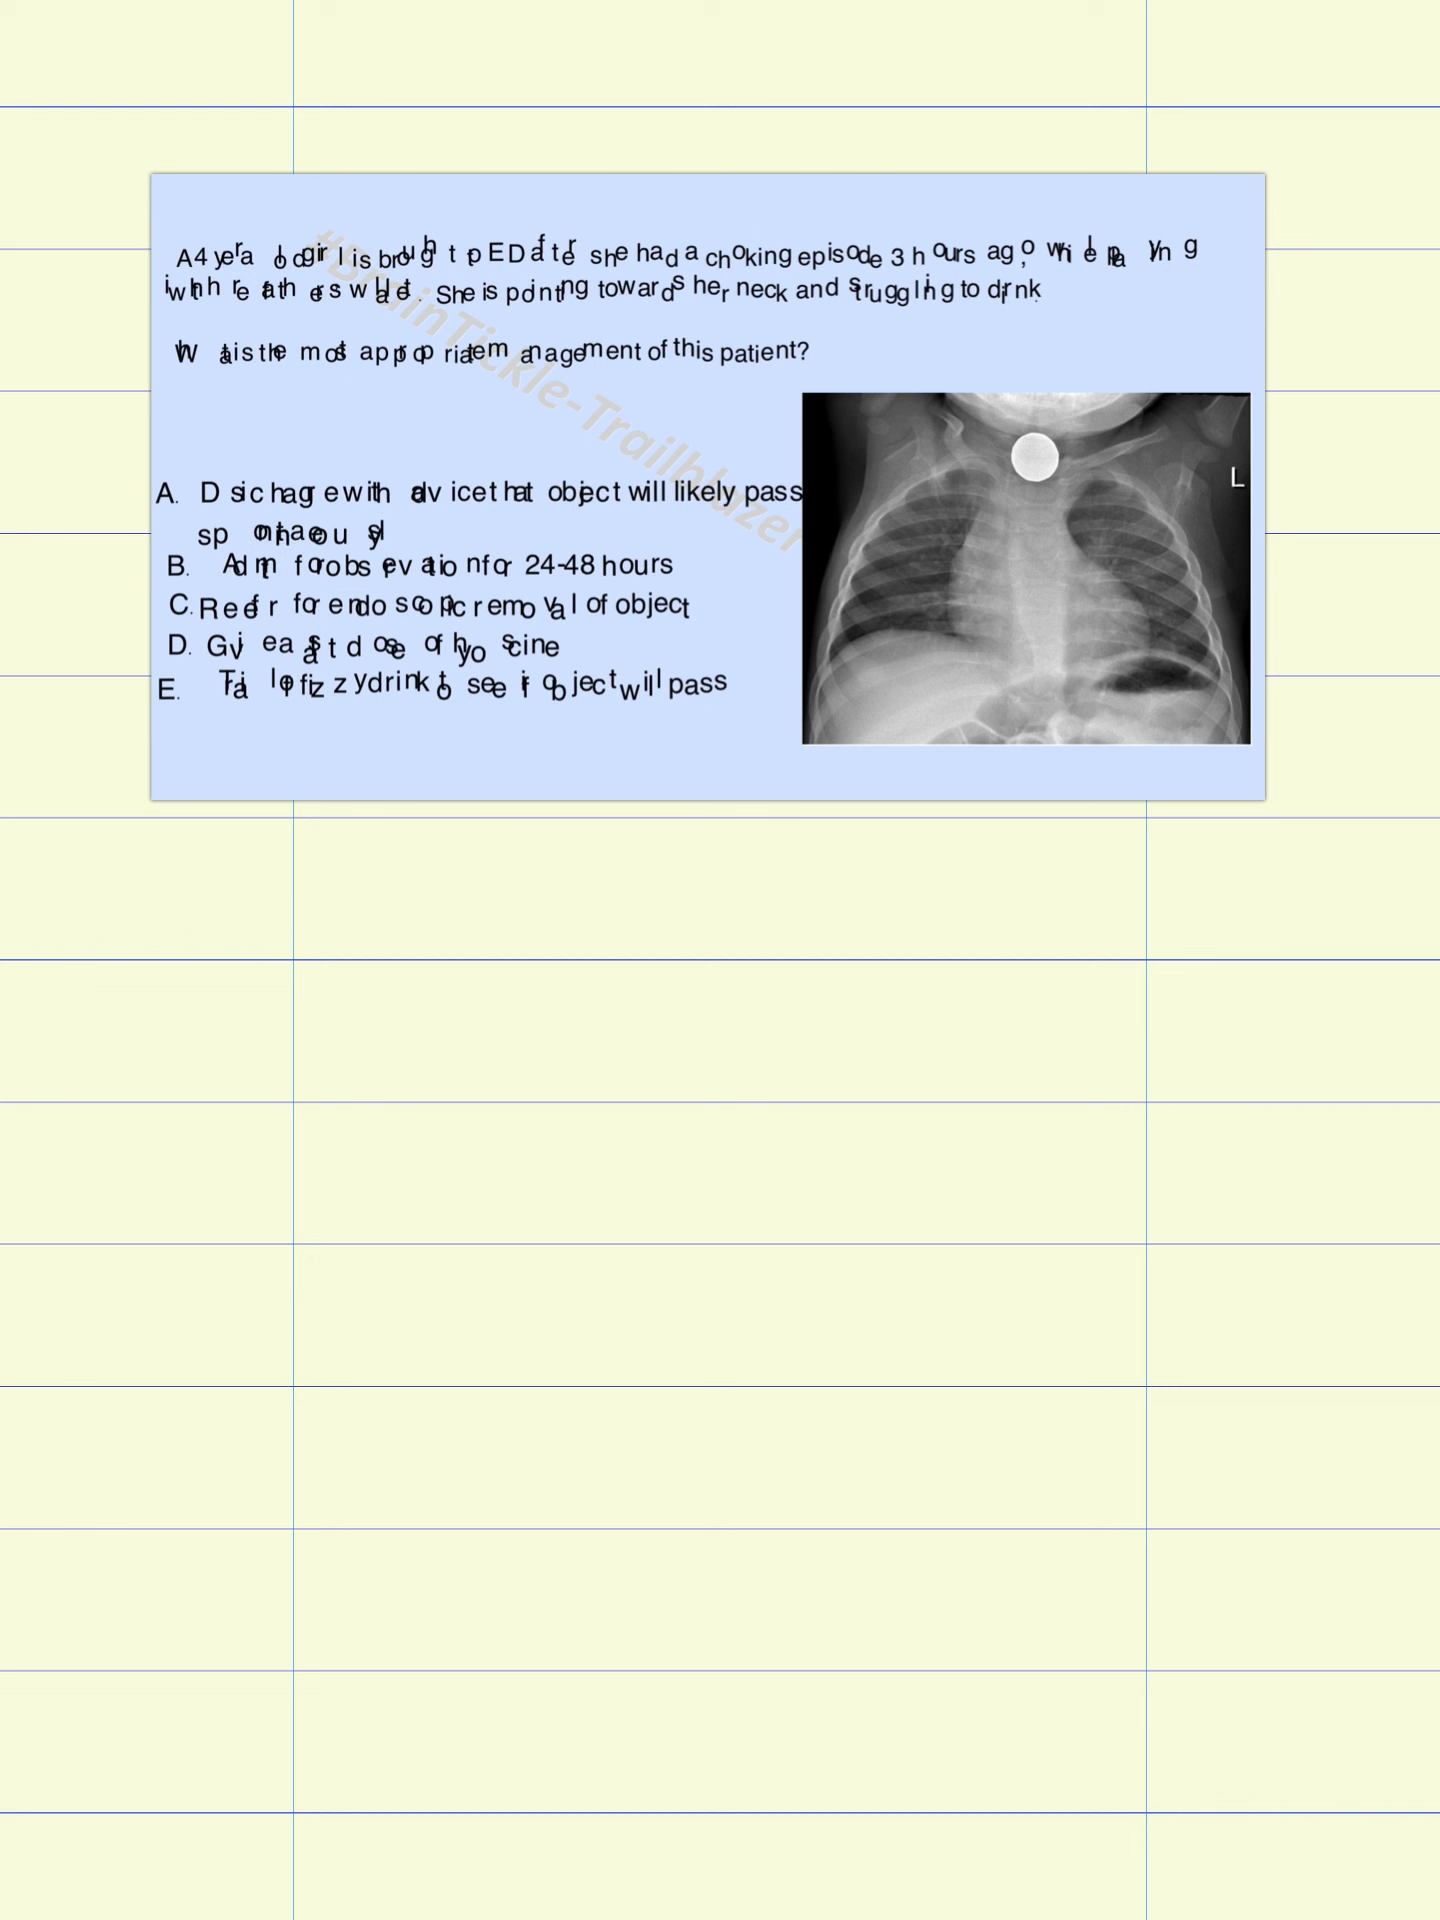 A 4 year old girl is brought to ED after she had a choking episode 3 hours ago, while playing
with her fathers wallet. She is pointing towards her neck and struggling to drink.
What is the most appropriate management of this patient?
#BrainTickle-Trailblazer
A. Discharge with advice that object will likely pass
spontaneously
B. Admit for observation for 24-48 hours
C. Refer for endoscopic removal of object
D. Give a stat dose of hyoscine
E. Trial of fizzy drink to see if object will pass
L